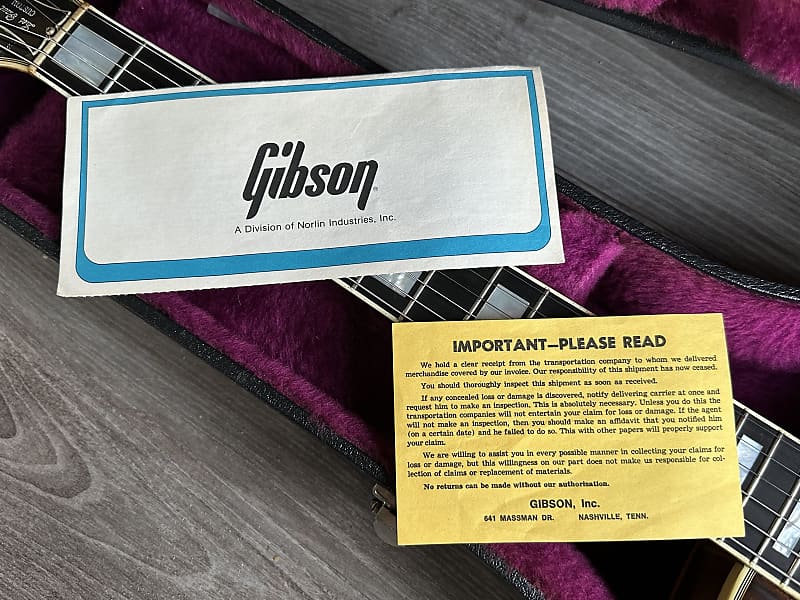 Les Paul
CUSTOM
Gibson
A Division of Norlin Industries, Inc.
IMPORTANT—PLEASE READ
We hold a clear receipt from the transportation company to whom we delivered
merchandise covered by our invoice. Our responsibility of this shipment has now ceased.
You should thoroughly inspect this shipment as soon as received.
If any concealed loss or damage is discovered, notify delivering carrier at once and
request him to make an inspection. This is absolutely necessary. Unless you do this the
transportation companies will not entertain your claim for loss or damage. If the agent
will not make an inspection, then you should make an affidavit that you notified him
(on a certain date) and he failed to do so. This with other papers will properly support
your claim.
We are willing to assist you in every possible manner in collecting your claims for
loss or damage, but this willingness on our part does not make us responsible for col-
lection of claims or replacement of materials.
No returns can be made without our authorization.
GIBSON, Inc.
641 MASSMAN DR. NASHVILLE, TENN.